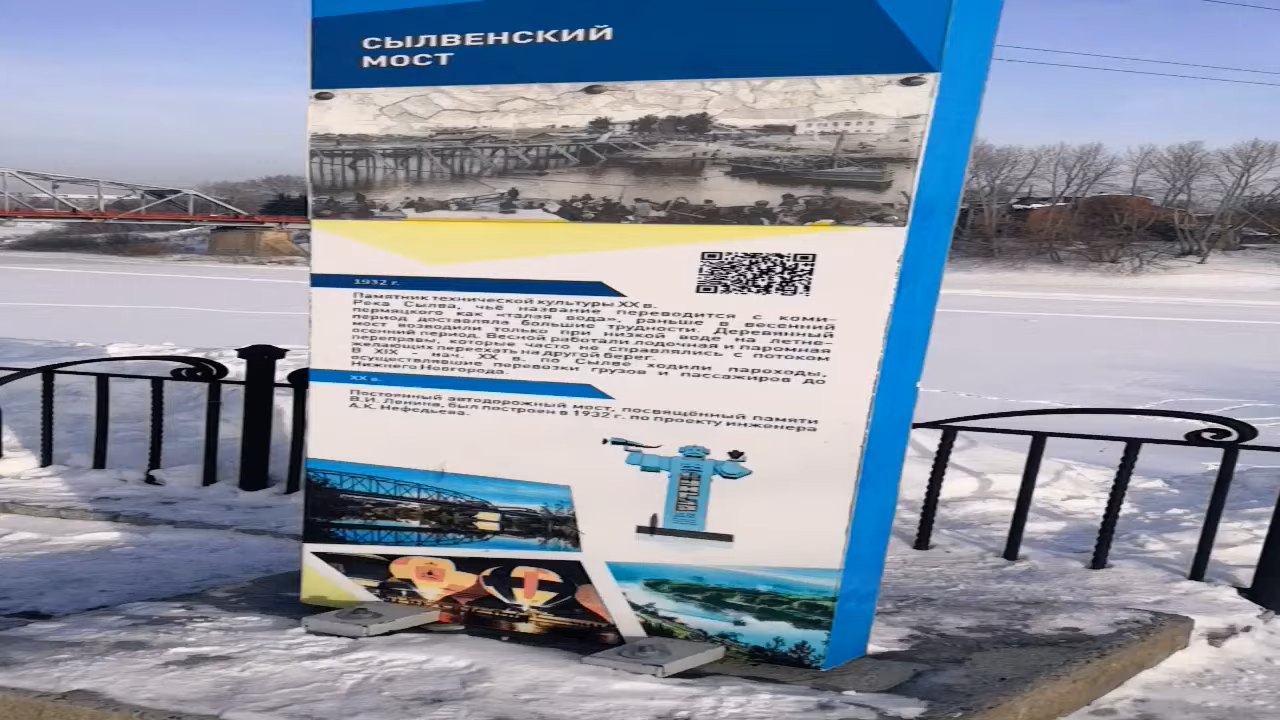 СЫЛВЕНСКИЙ
МОСТ
1932 г.
Памятник технической культуры XX в.
Река Сылва, чьё название переводится с коми-
пермяцкого как «талая вода», раньше в весенний
период доставляла большие трудности. Деревянный
мост возводили только при низкой воде на летне-
осенний период. Весной работали лодочная и паромная
переправы, которые часто не справлялись с потоком
желающих переехать на другой берег.
В XIX - нач. XX в. по Сылве ходили пароходы,
осуществлявшие перевозки грузов и пассажиров до
Нижнего Новгорода.
XX в.
Постоянный автодорожный мост, посвящённый памяти
В.И. Ленина, был построен в 1932 г. по проекту инженера
А.К. Нефедьева.